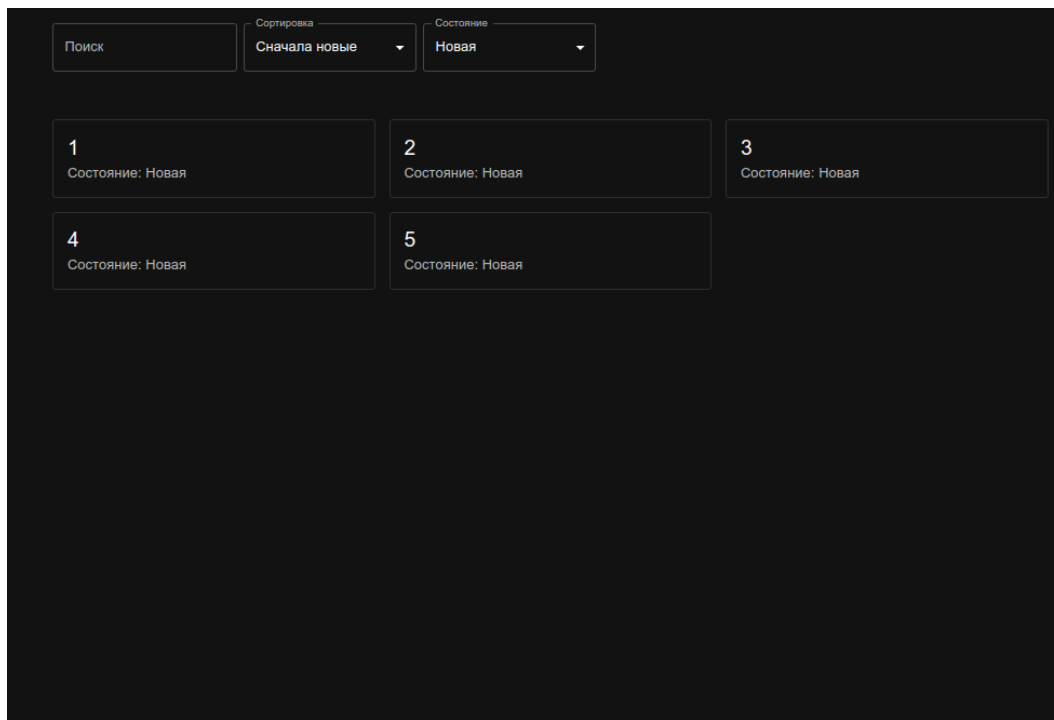 Сортировка
Состояние
Поиск
Сначала новые
Новая
1
Состояние: Новая
2
Состояние: Новая
3
Состояние: Новая
4
Состояние: Новая
5
Состояние: Новая